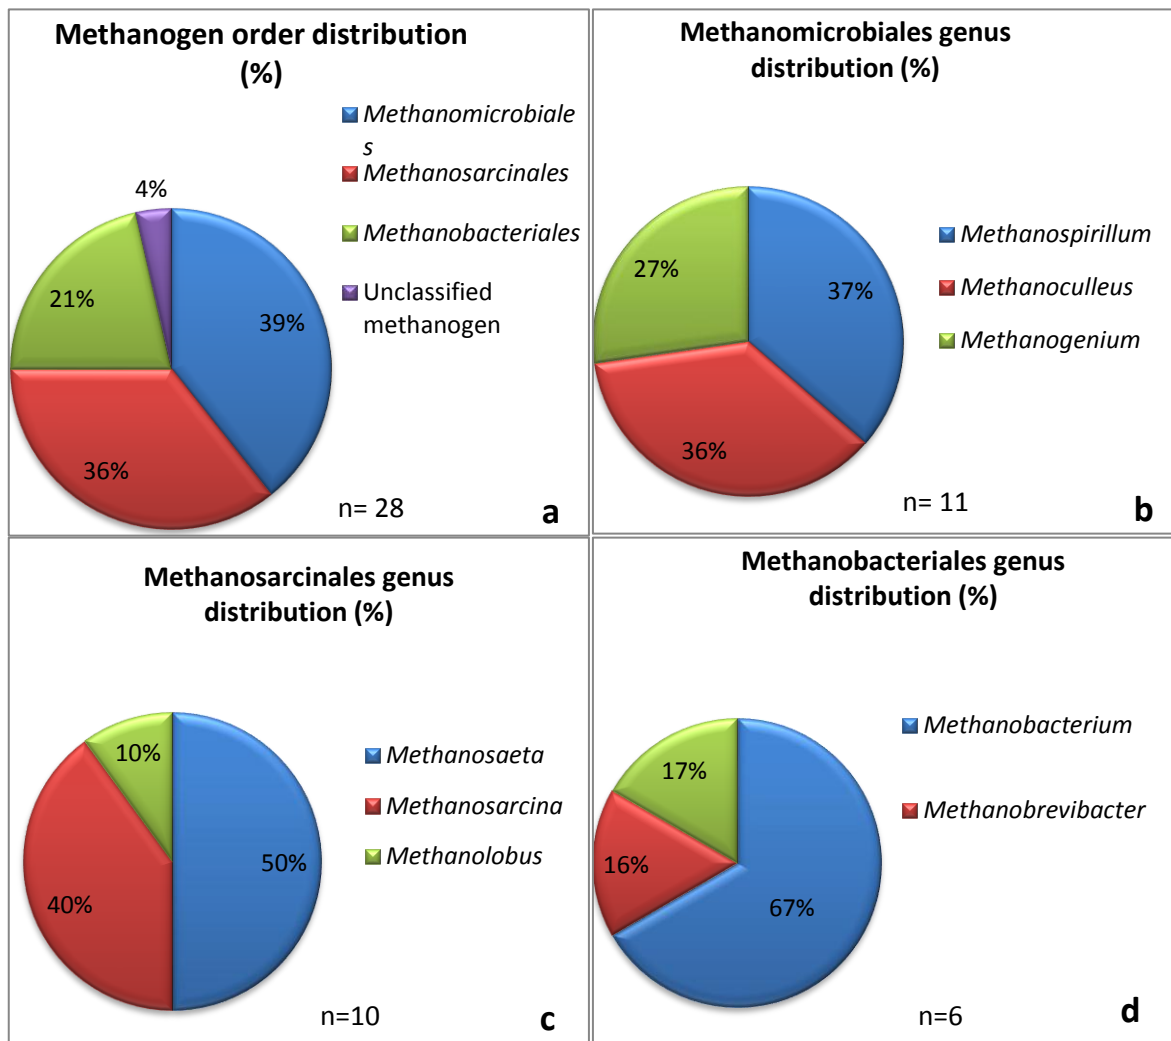 Methanogen order distribution
(%)
Methanomicrobiale
s
Methanosarcinales
Methanobacteriales
Unclassified
methanogen
4%
21%
39%
36%
n= 28
a
Methanomicrobiales genus
distribution (%)
Methanospirillum
Methanoculleus
Methanogenium
27%
37%
36%
n= 11
b
Methanosarcinales genus
distribution (%)
Methanosaeta
Methanosarcina
Methanolobus
10%
50%
40%
n=10
c
Methanobacteriales genus
distribution (%)
Methanobacterium
Methanobrevibacter
17%
16%
67%
n=6
d